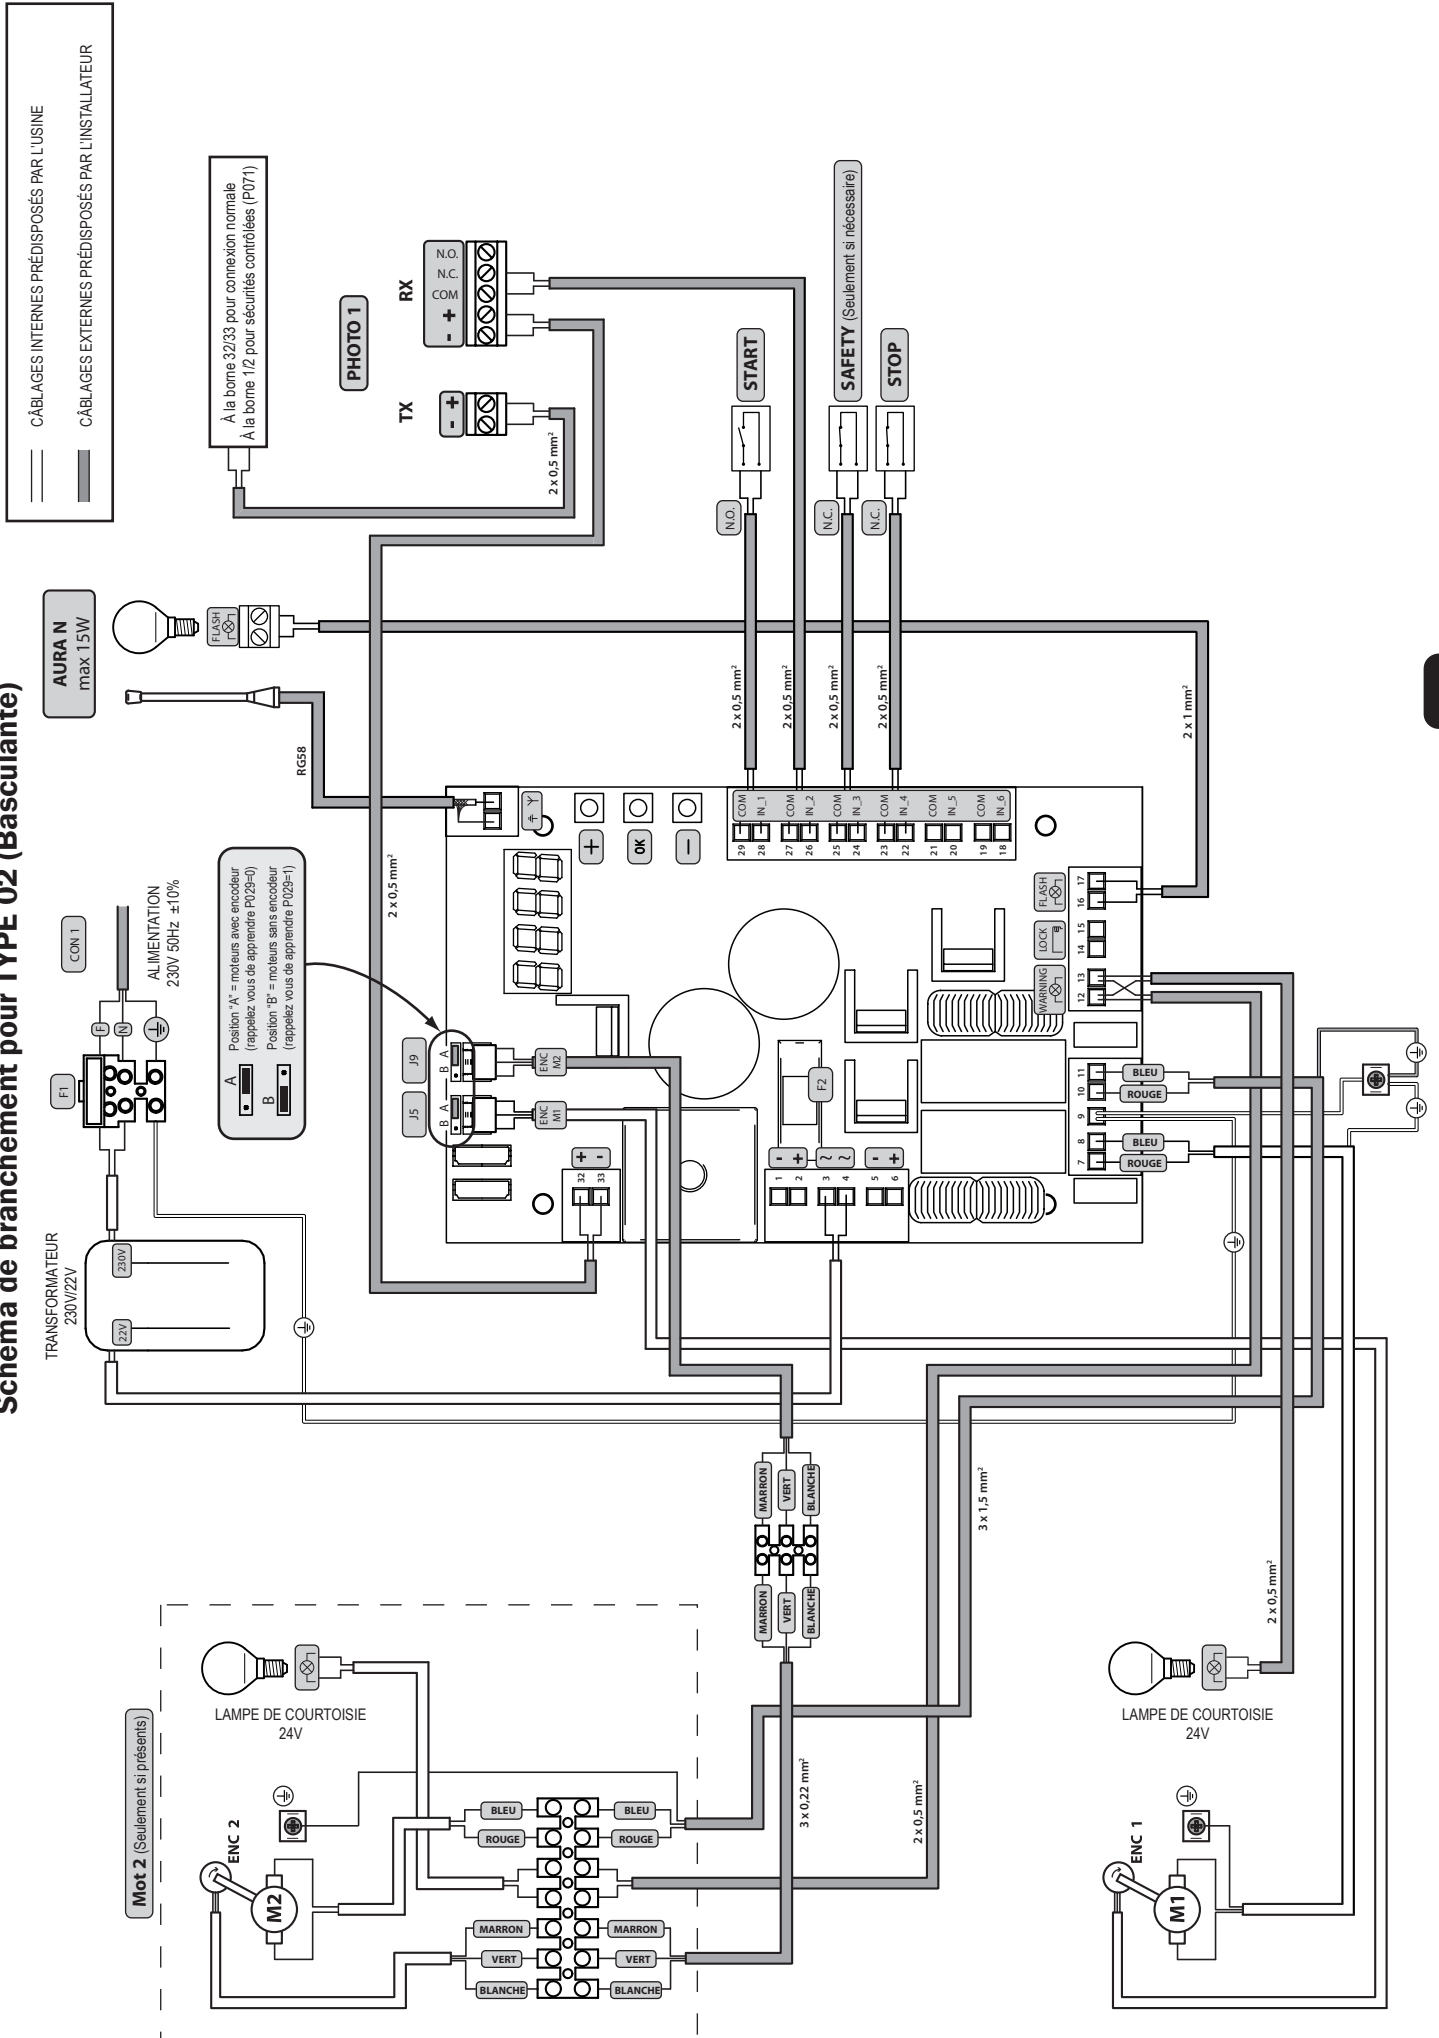 Schema de branchement pour TYPE 02 (Basculante)
CÂBLAGES INTERNES PRÉDISPOSÉS PAR L'USINE
CÂBLAGES EXTERNES PRÉDISPOSÉS PAR L'INSTALLATEUR
À la borne 32/33 pour connexion normale
À la borne 1/2 pour sécurités contrôlées (P071)
AURA N
max 15W
FLASH
RG58
PHOTO 1
TX
- +
RX
- + COM N.C. N.O.
2 x 0,5 mm²
2 x 0,5 mm²
CON 1
ALIMENTATION
230V 50Hz ±10%
F
N
F1
TRANSFORMATEUR
230V/22V
22V
230V
A
Position "A" = moteurs avec encodeur
(rappelez vous de apprendre P029=0)
B
Position "B" = moteurs sans encodeur
(rappelez vous de apprendre P029=1)
J5
J9
B A
B A
ENC
M1
ENC
M2
+
OK
-
32 +
33 -
F2
1 -
2 +
3 ~
4 ~
5 -
6 +
29 COM
28 IN_1
27 COM
26 IN_2
25 COM
24 IN_3
23 COM
22 IN_4
21 COM
20 IN_5
19 COM
18 IN_6
2 x 0,5 mm²
2 x 0,5 mm²
2 x 0,5 mm²
2 x 0,5 mm²
2 x 1 mm²
N.O.
START
N.C.
SAFETY (Seulement si nécessaire)
N.C.
STOP
7 8 9 10 11
12 13 14 15 16 17
WARNING
LOCK
FLASH
ROUGE
BLEU
ROUGE
BLEU
MARRON
VERT
BLANCHE
MARRON
VERT
BLANCHE
3 x 1,5 mm²
2 x 0,5 mm²
3 x 0,22 mm²
2 x 0,5 mm²
Mot 2 (Seulement si présents)
LAMPE DE COURTOISIE
24V
ENC 2
M2
BLEU
ROUGE
MARRON
VERT
BLANCHE
BLEU
ROUGE
MARRON
VERT
BLANCHE
LAMPE DE COURTOISIE
24V
ENC 1
M1